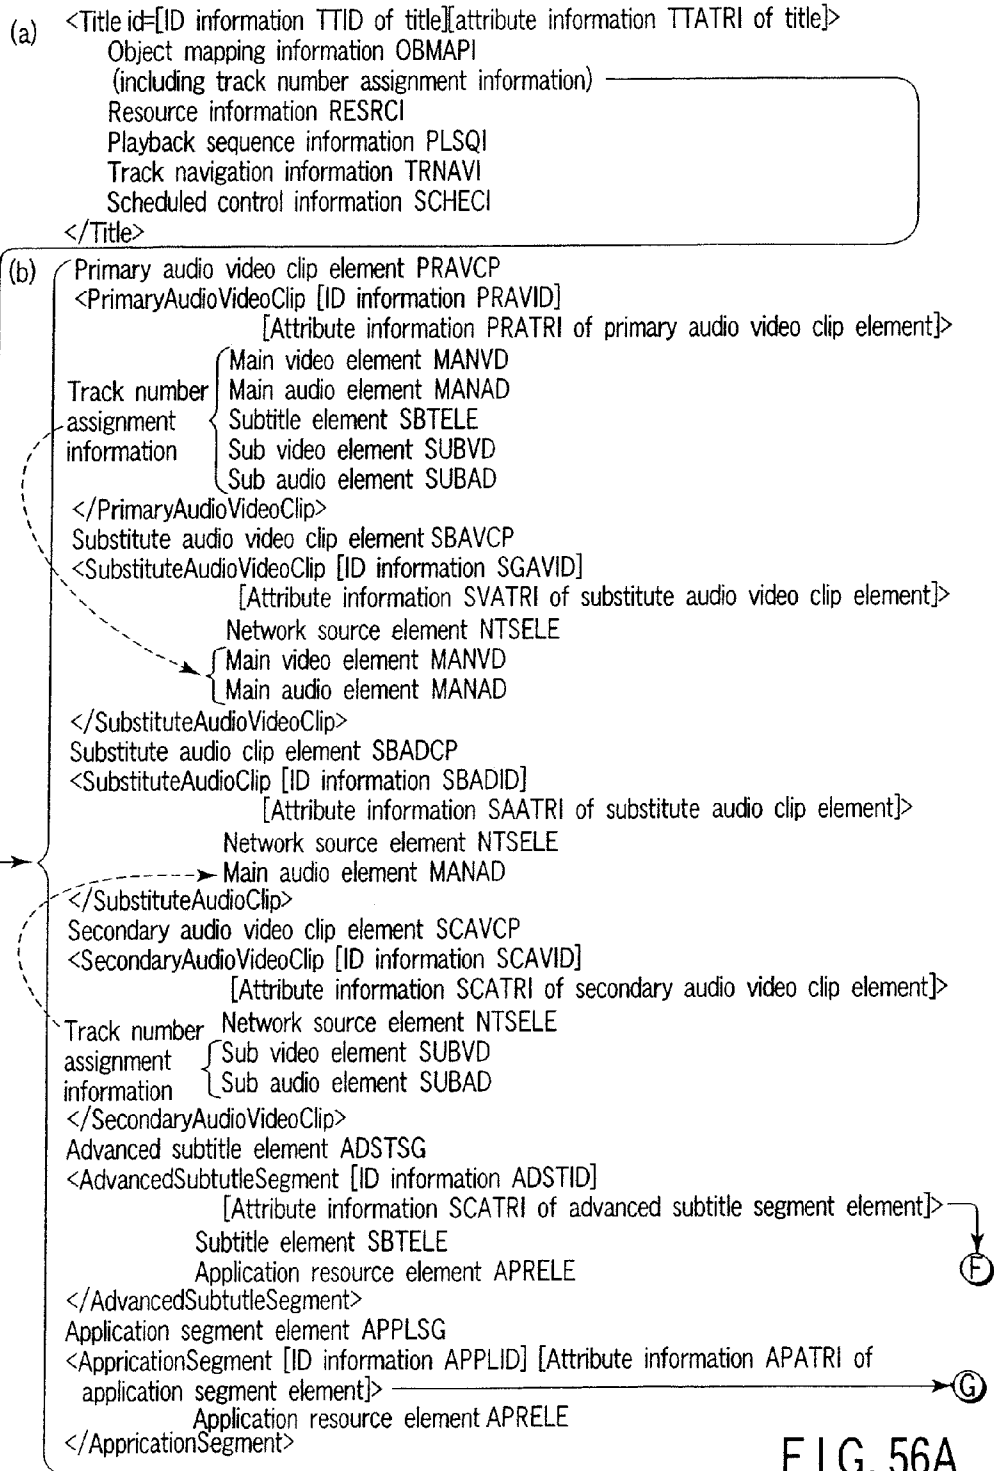 (a) <Title id=[ID information TTID of title][attribute information TTATRI of title]>
Object mapping information OBMAPI
(including track number assignment information)
Resource information RESRCI
Playback sequence information PLSQI
Track navigation information TRNAVI
Scheduled control information SCHECI
</Title>
(b) Primary audio video clip element PRAVCP
<PrimaryAudioVideoClip [ID information PRAVID]
[Attribute information PRATRI of primary audio video clip element]>
Main video element MANVD
Track number Main audio element MANAD
assignment Subtitle element SBTELE
information Sub video element SUBVD
Sub audio element SUBAD
</PrimaryAudioVideoClip>
Substitute audio video clip element SBAVCP
<SubstituteAudioVideoClip [ID information SGAVID]
[Attribute information SVATRI of substitute audio video clip element]>
Network source element NTSELE
Main video element MANVD
Main audio element MANAD
</SubstituteAudioVideoClip>
Substitute audio clip element SBADCP
<SubstituteAudioClip [ID information SBADID]
[Attribute information SAATRI of substitute audio clip element]>
Network source element NTSELE
Main audio element MANAD
</SubstituteAudioClip>
Secondary audio video clip element SCAVCP
<SecondaryAudioVideoClip [ID information SCAVID]
[Attribute information SCATRI of secondary audio video clip element]>
Track number Network source element NTSELE
assignment Sub video element SUBVD
information Sub audio element SUBAD
</SecondaryAudioVideoClip>
Advanced subtitle element ADSTSG
<AdvancedSubtutleSegment [ID information ADSTID]
[Attribute information SCATRI of advanced subtitle segment element]>
Subtitle element SBTELE
F
Application resource element APRELE
</AdvancedSubtutleSegment>
Application segment element APPLSG
<AppricationSegment [ID information APPLID] [Attribute information APATRI of
application segment element]> G
Application resource element APRELE
</AppricationSegment>
FIG. 56A